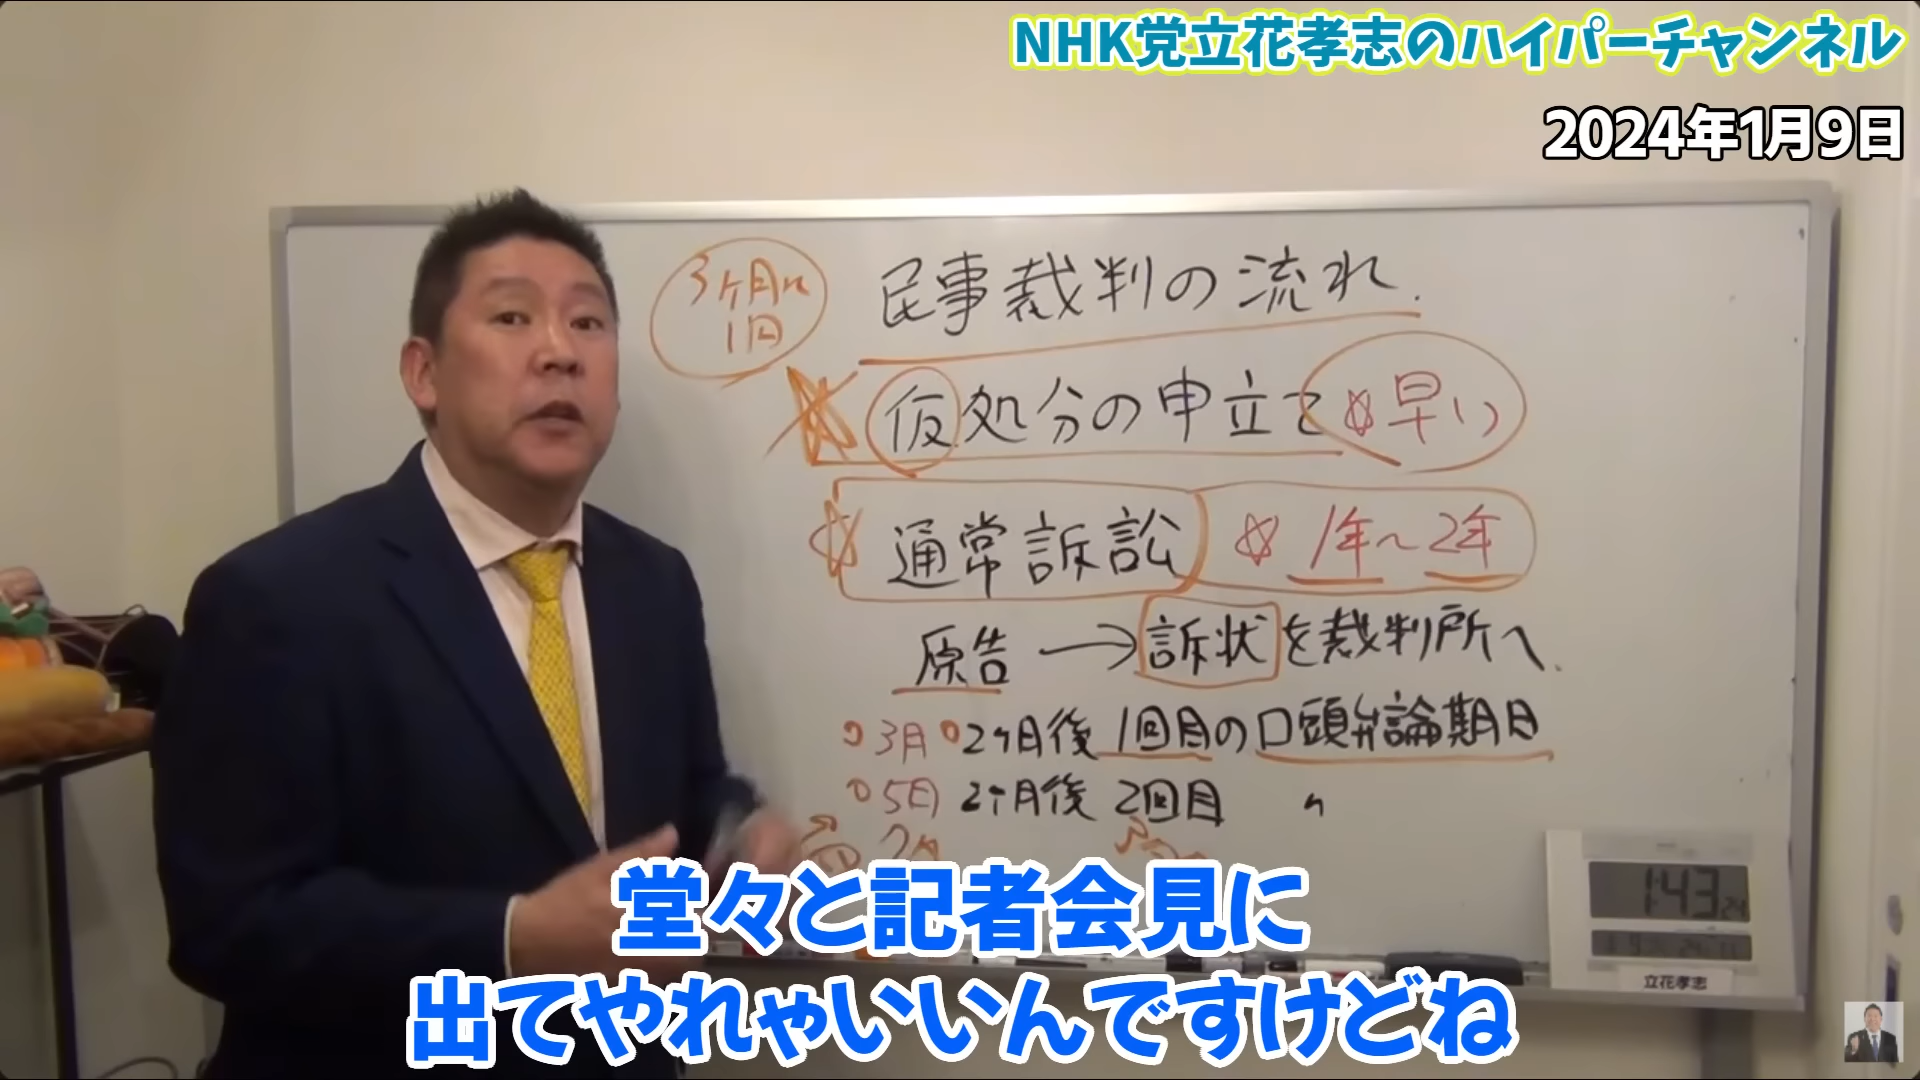 NHK党立花孝志のハイパーチャンネル
2024年1月9日
3ヶ月に
1回
民事裁判の流れ.
仮処分の申立て 早い
通常訴訟 1年～2年
原告→訴状を裁判所へ.
3月 2ヶ月後 1回目の口頭弁論期日
5月 2ヶ月後 2回目 〃
1:43 24
立花孝志
堂々と記者会見に
出てやれゃいいんですけどね